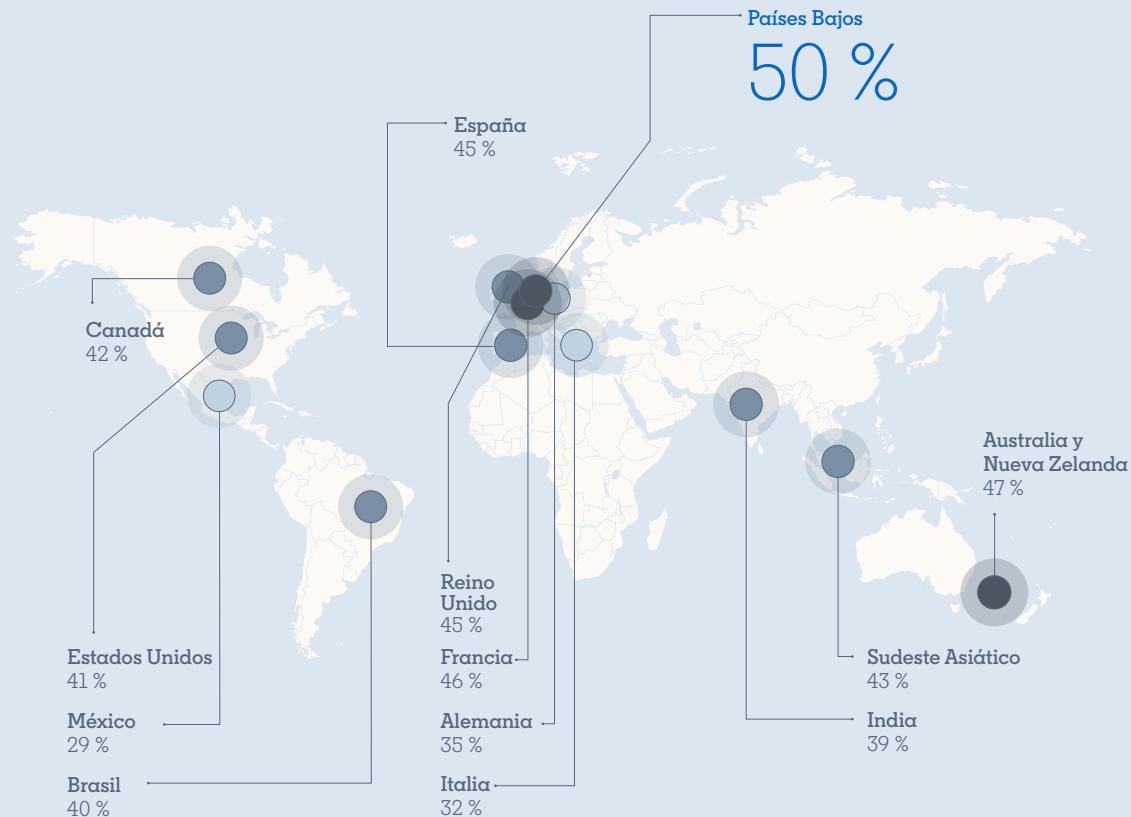 Países Bajos
50 %
España
45 %
Canadá
42 %
Australia y
Nueva Zelanda
47 %
Reino
Unido
45 %
Estados Unidos
41 %
Francia
46 %
Sudeste Asiático
43 %
México
29 %
Alemania
35 %
India
39 %
Brasil
40 %
Italia
32 %